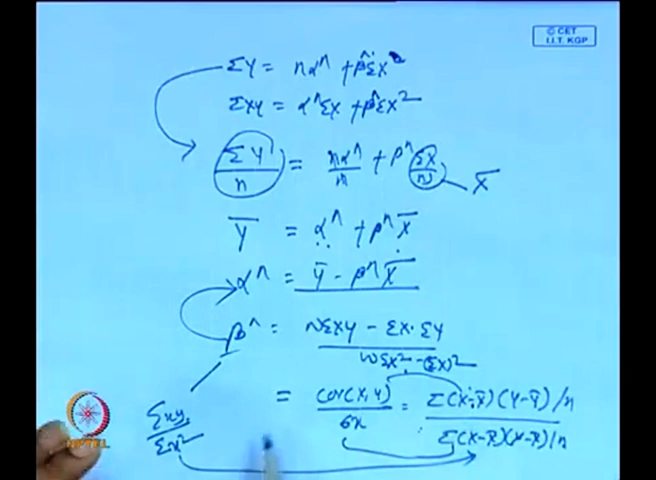 © CET
I.I.T. KGP
ΣY = nα^ + β^ΣX
ΣXY = α^ΣX + β^ΣX²
ΣY/n = nα^/n + β^ ΣX/n X̄
Ȳ = α^ + β^X̄
α^ = Ȳ - β^X̄
β^ = NΣXY - ΣX·ΣY / NΣX² - (ΣX)²
= cov(X,Y)/σx = Σ(X-X̄)(Y-Ȳ)/n / Σ(X-X̄)(X-X̄)/n
Σxy/Σx²
NPTEL